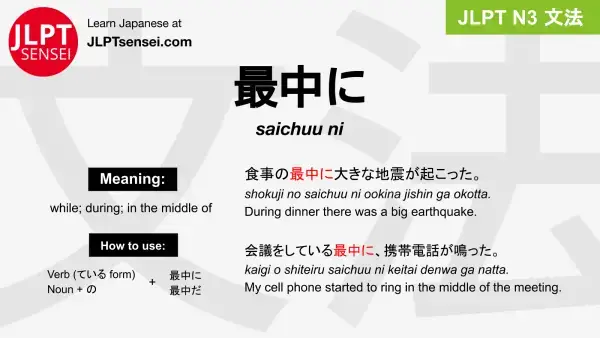 JLPT
SENSEI
Learn Japanese at
JLPTsensei.com
JLPT N3 文法
最中に
saichuu ni
Meaning:
while; during; in the middle of
How to use:
Verb (ている form)
Noun + の
+
最中に
最中だ
食事の最中に大きな地震が起こった。
shokuji no saichuu ni ookina jishin ga okotta.
During dinner there was a big earthquake.
会議をしている最中に、携帯電話が鳴った。
kaigi o shiteiru saichuu ni keitai denwa ga natta.
My cell phone started to ring in the middle of the meeting.
文法